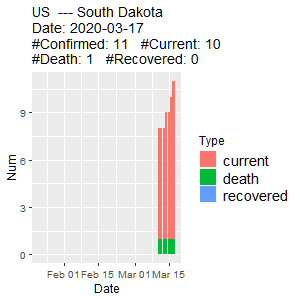 US  --- South Dakota
Date: 2020-03-17
#Confirmed: 11   #Current: 10
#Death: 1   #Recovered: 0
Num
9
6
3
0
Feb 01
Feb 15
Mar 01
Mar 15
Date
Type
current
death
recovered